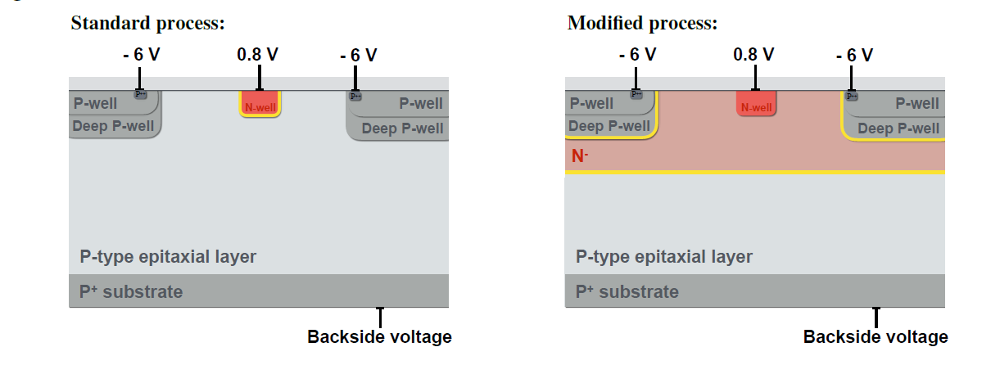 Standard process:
Modified process:
- 6 V
0.8 V
- 6 V
- 6 V
0.8 V
- 6 V
P++
P++
P++
P++
P-well
N-well
P-well
P-well
N-well
P-well
Deep P-well
Deep P-well
Deep P-well
Deep P-well
N-
P-type epitaxial layer
P-type epitaxial layer
P+ substrate
P+ substrate
Backside voltage
Backside voltage